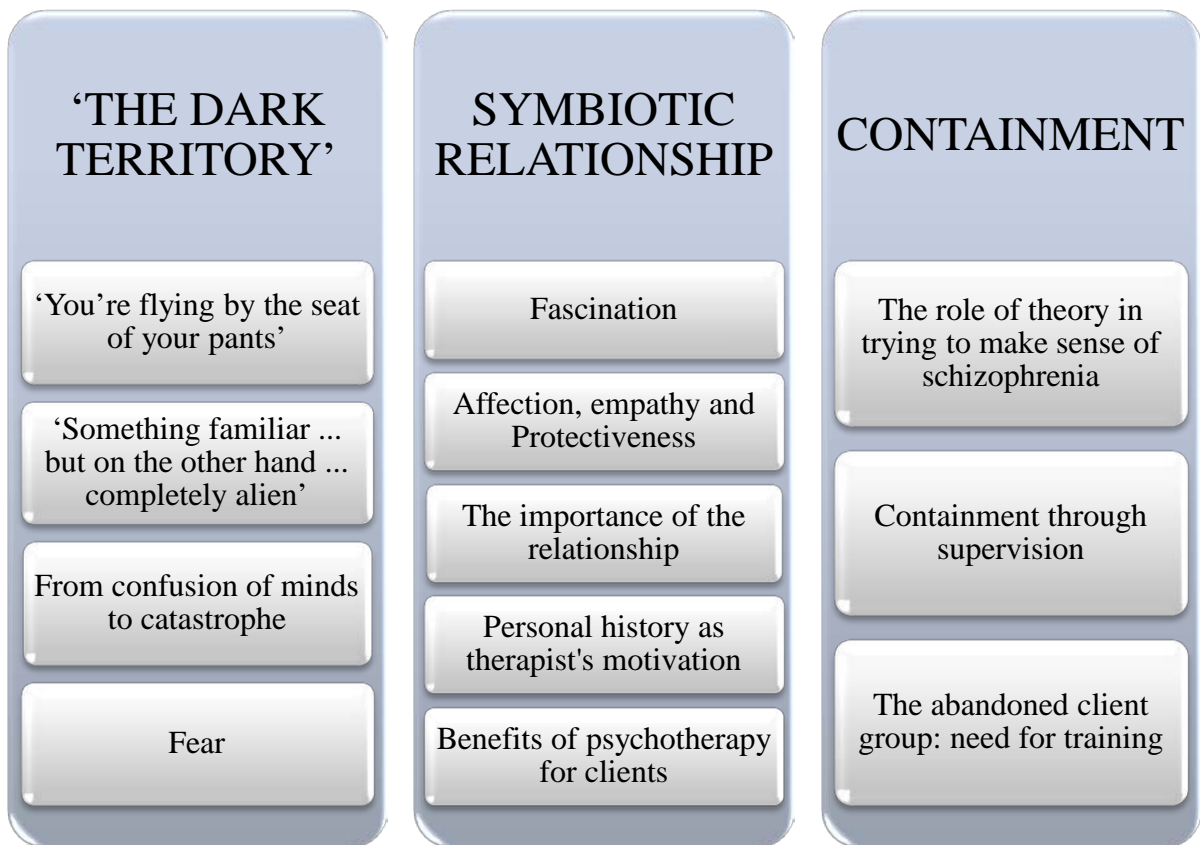 ‘THE DARK
TERRITORY’
‘You’re flying by the seat
of your pants’
‘Something familiar ...
but on the other hand ...
completely alien’
From confusion of minds
to catastrophe
Fear
SYMBIOTIC
RELATIONSHIP
Fascination
Affection, empathy and
Protectiveness
The importance of the
relationship
Personal history as
therapist's motivation
Benefits of psychotherapy
for clients
CONTAINMENT
The role of theory in
trying to make sense of
schizophrenia
Containment through
supervision
The abandoned client
group: need for training